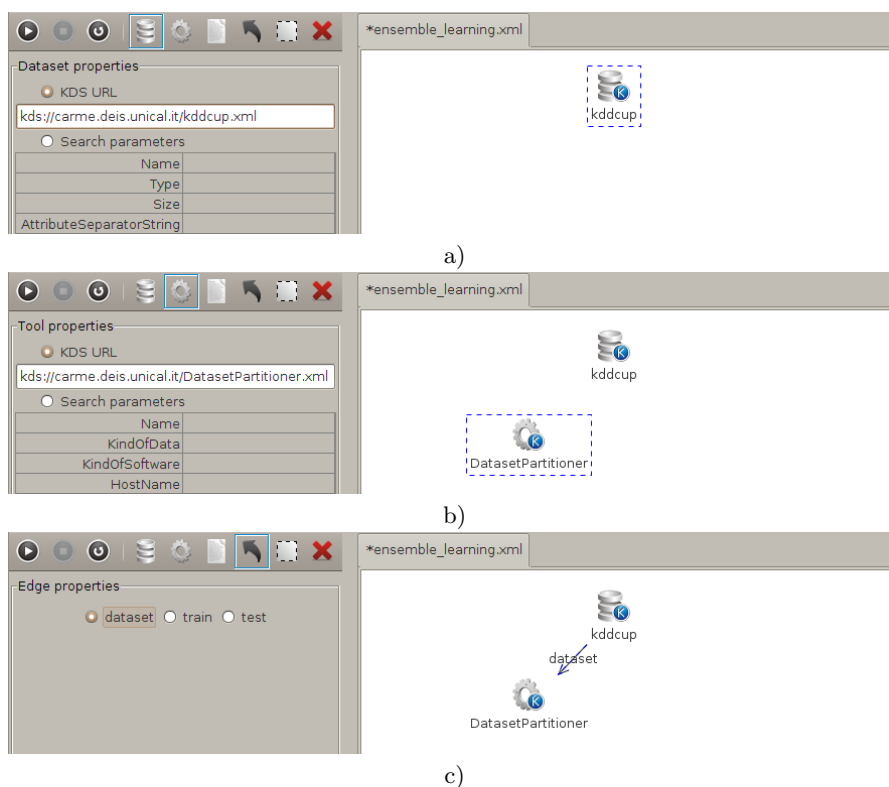 *ensemble_learning.xml
Dataset properties
KDS URL
kds://carme.deis.unical.it/kddcup.xml
Search parameters
Name
Type
Size
AttributeSeparatorString
K
kddcup
a)
*ensemble_learning.xml
Tool properties
KDS URL
kds://carme.deis.unical.it/DatasetPartitioner.xml
Search parameters
Name
KindOfData
KindOfSoftware
HostName
K
kddcup
K
DatasetPartitioner
b)
*ensemble_learning.xml
Edge properties
dataset train test
K
kddcup
dataset
K
DatasetPartitioner
c)